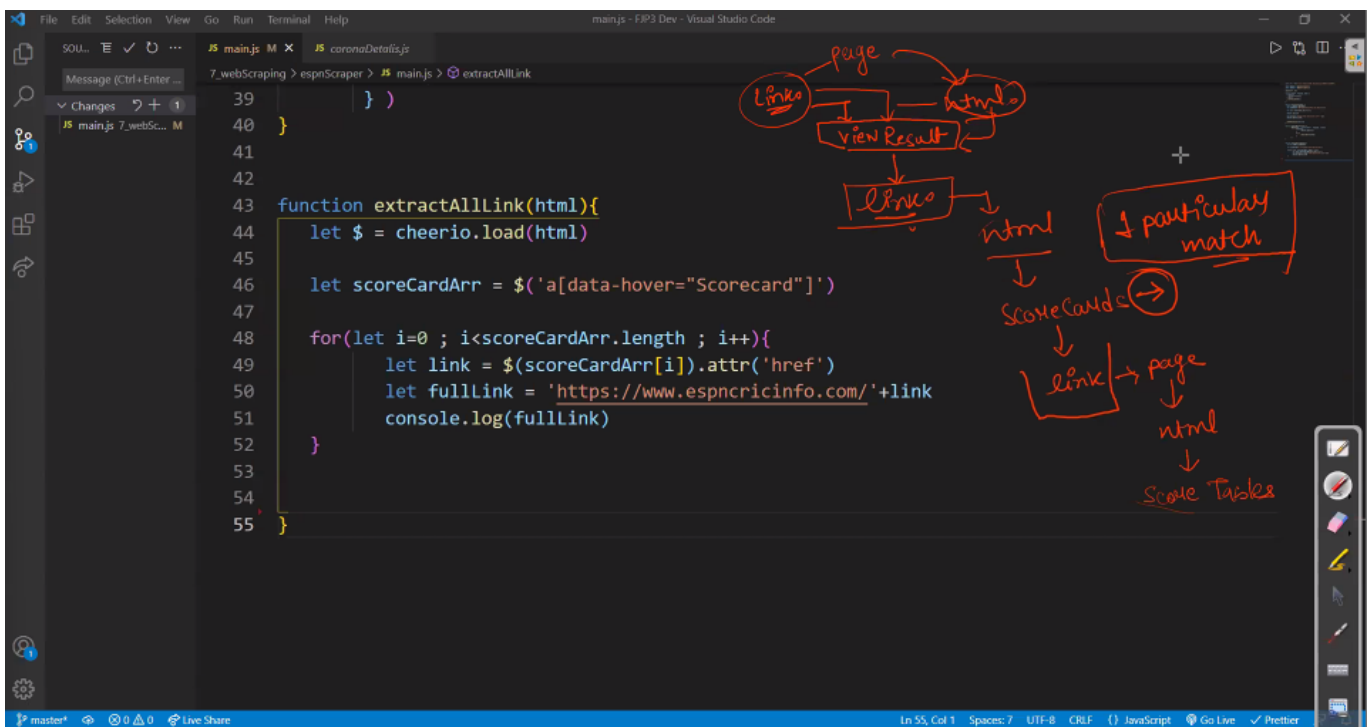 File Edit Selection View Go Run Terminal Help
main.js - FJP3 Dev - Visual Studio Code
SOU...
JS main.js M
JS coronaDetalis.js
Message (Ctrl+Enter ...
7_webScraping > espnScraper > JS main.js > extractAllLink
Changes 1
JS main.js 7_webSc... M
39 } )
40 }
41
42
43 function extractAllLink(html){
44 let $ = cheerio.load(html)
45
46 let scoreCardArr = $('a[data-hover="Scorecard"]')
47
48 for(let i=0 ; i<scoreCardArr.length ; i++){
49 let link = $(scoreCardArr[i]).attr('href')
50 let fullLink = 'https://www.espncricinfo.com/'+link
51 console.log(fullLink)
52 }
53
54
55 }
page
Links
html
view Result
links
html
1 particular
match
ScoreCards
link
page
html
Score Tables
1
1
master* 0 0 Live Share
Ln 55, Col 1 Spaces: 7 UTF-8 CRLF {} JavaScript Go Live Prettier